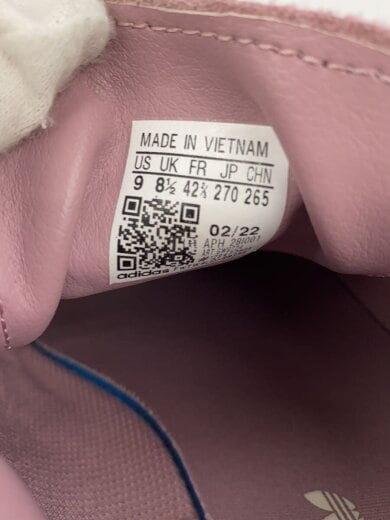 MADE IN VIETNAM
US UK FR JP CHN
9 8½ 42⅔ 270 265
02/22
APH 28I001
adidas